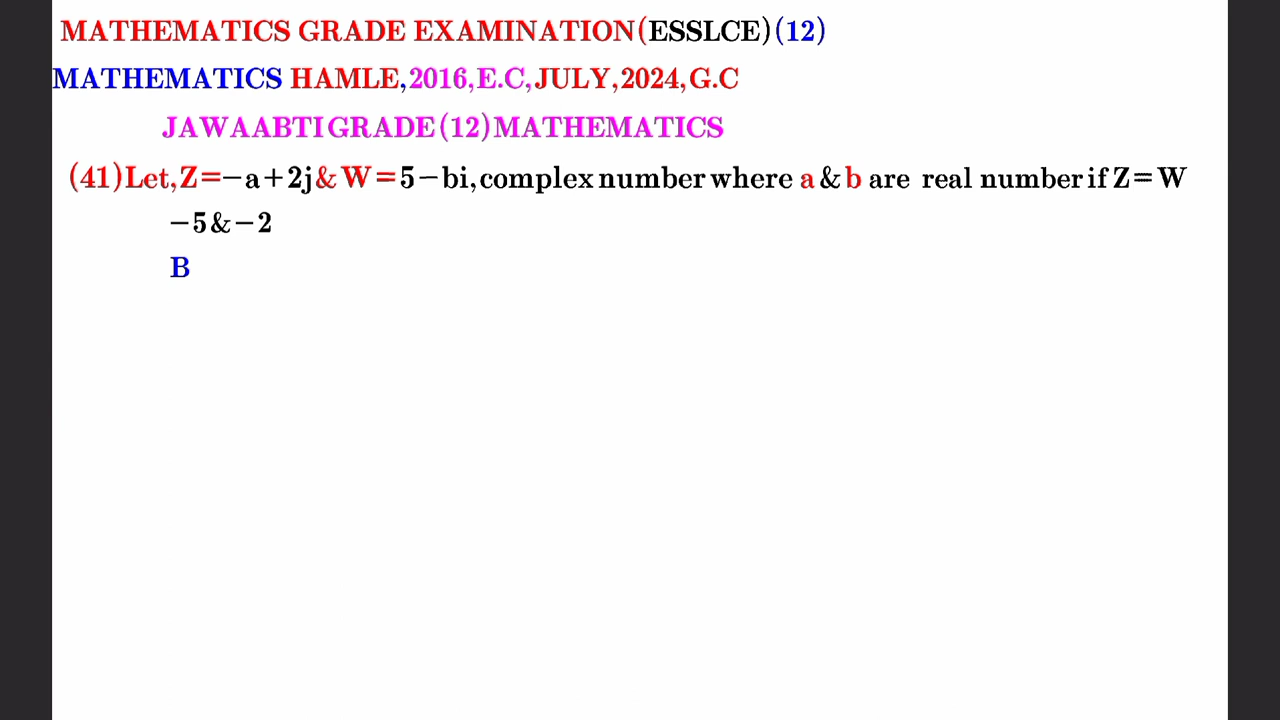 MATHEMATICS GRADE EXAMINATION(ESSLCE)(12)
MATHEMATICS HAMLE,2016,E.C,JULY,2024,G.C
JAWAABTI GRADE(12)MATHEMATICS
(41)Let,Z=−a+2j&W=5−bi,complex number where a & b are real number if Z=W
−5&−2
B